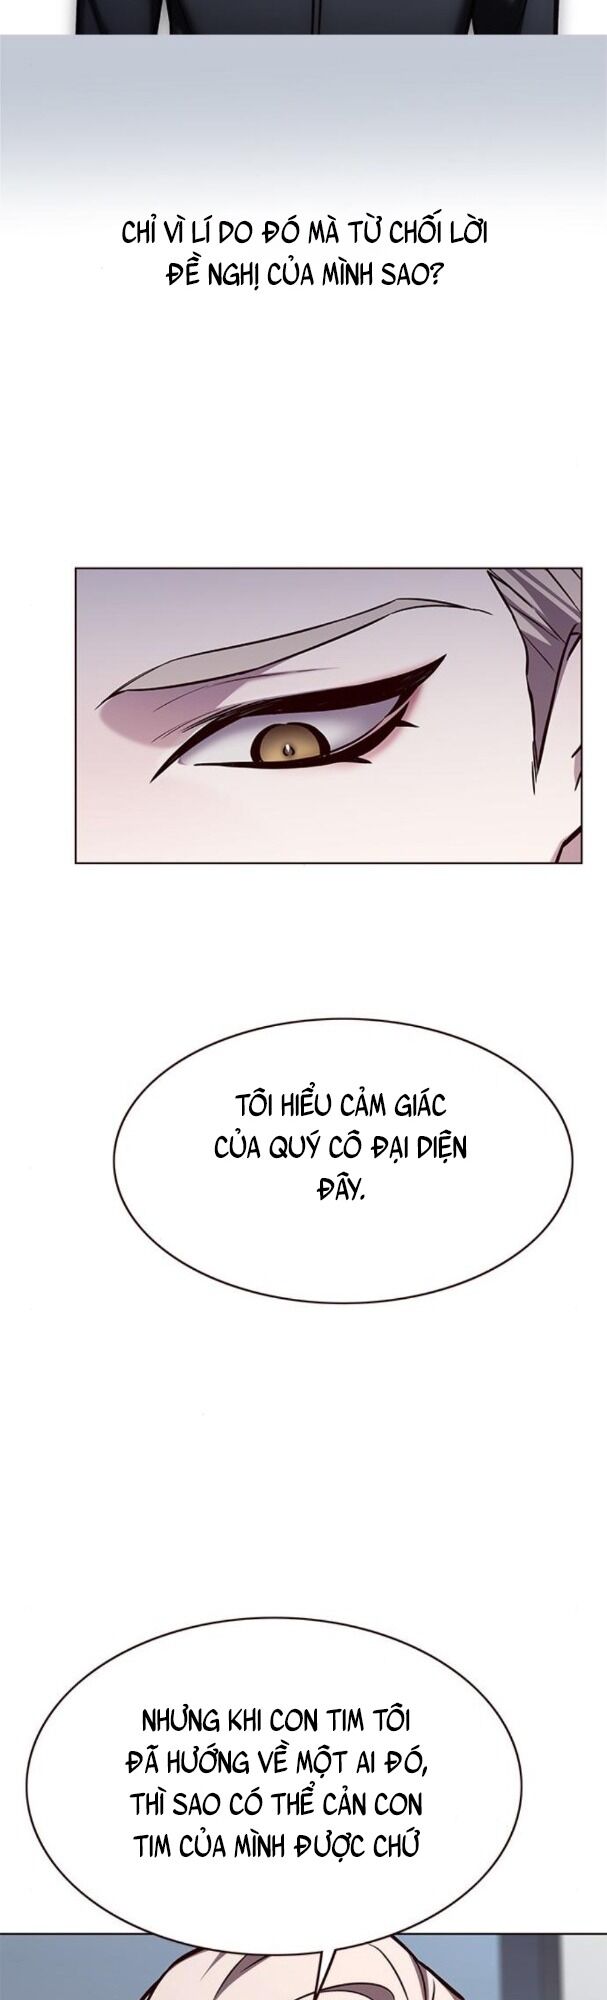 CHỈ VÌ LÍ DO ĐÓ MÀ TỪ CHỐI LỜI
ĐỀ NGHỊ CỦA MÌNH SAO?
TÔI HIỂU CẢM GIÁC
CỦA QUÝ CÔ ĐẠI DIỆN
ĐÂY.
NHƯNG KHI CON TIM TÔI
ĐÃ HƯỚNG VỀ MỘT AI ĐÓ,
THÌ SAO CÓ THỂ CẢN CON
TIM CỦA MÌNH ĐƯỢC CHỨ